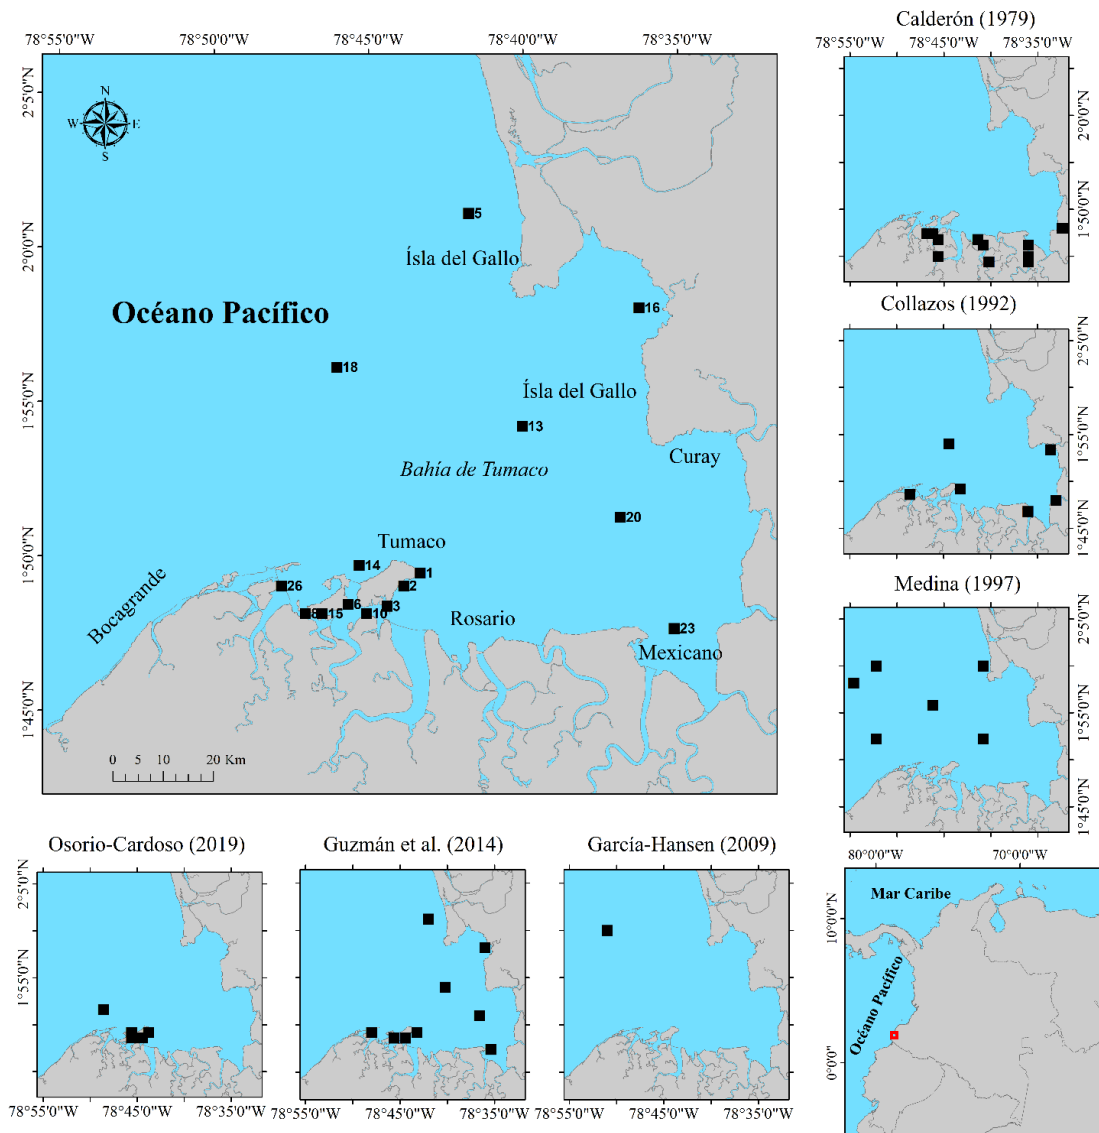 78°55'0"W 78°50'0"W 78°45'0"W 78°40'0"W 78°35'0"W
2°5'0"N
2°0'0"N
1°55'0"N
1°50'0"N
1°45'0"N
N
W E
S
5
Ísla del Gallo
Océano Pacífico
16
18
Ísla del Gallo
13
Bahía de Tumaco
Curay
20
Tumaco
14
1
26
2
6
3
8
15
10
Bocagrande
Rosario
23
Mexicano
0 5 10 20 Km
Calderón (1979)
78°55'0"W 78°45'0"W 78°35'0"W
2°0'0"N
1°50'0"N
Collazos (1992)
2°5'0"N
1°55'0"N
1°45'0"N
Medina (1997)
2°5'0"N
1°55'0"N
1°45'0"N
Osorio-Cardoso (2019)
2°5'0"N
1°55'0"N
78°55'0"W 78°45'0"W 78°35'0"W
Guzmán et al. (2014)
78°55'0"W 78°45'0"W 78°35'0"W
García-Hansen (2009)
78°55'0"W 78°45'0"W 78°35'0"W
80°0'0"W 70°0'0"W
Mar Caribe
10°0'0"N
Océano Pacífico
0°0'0"N